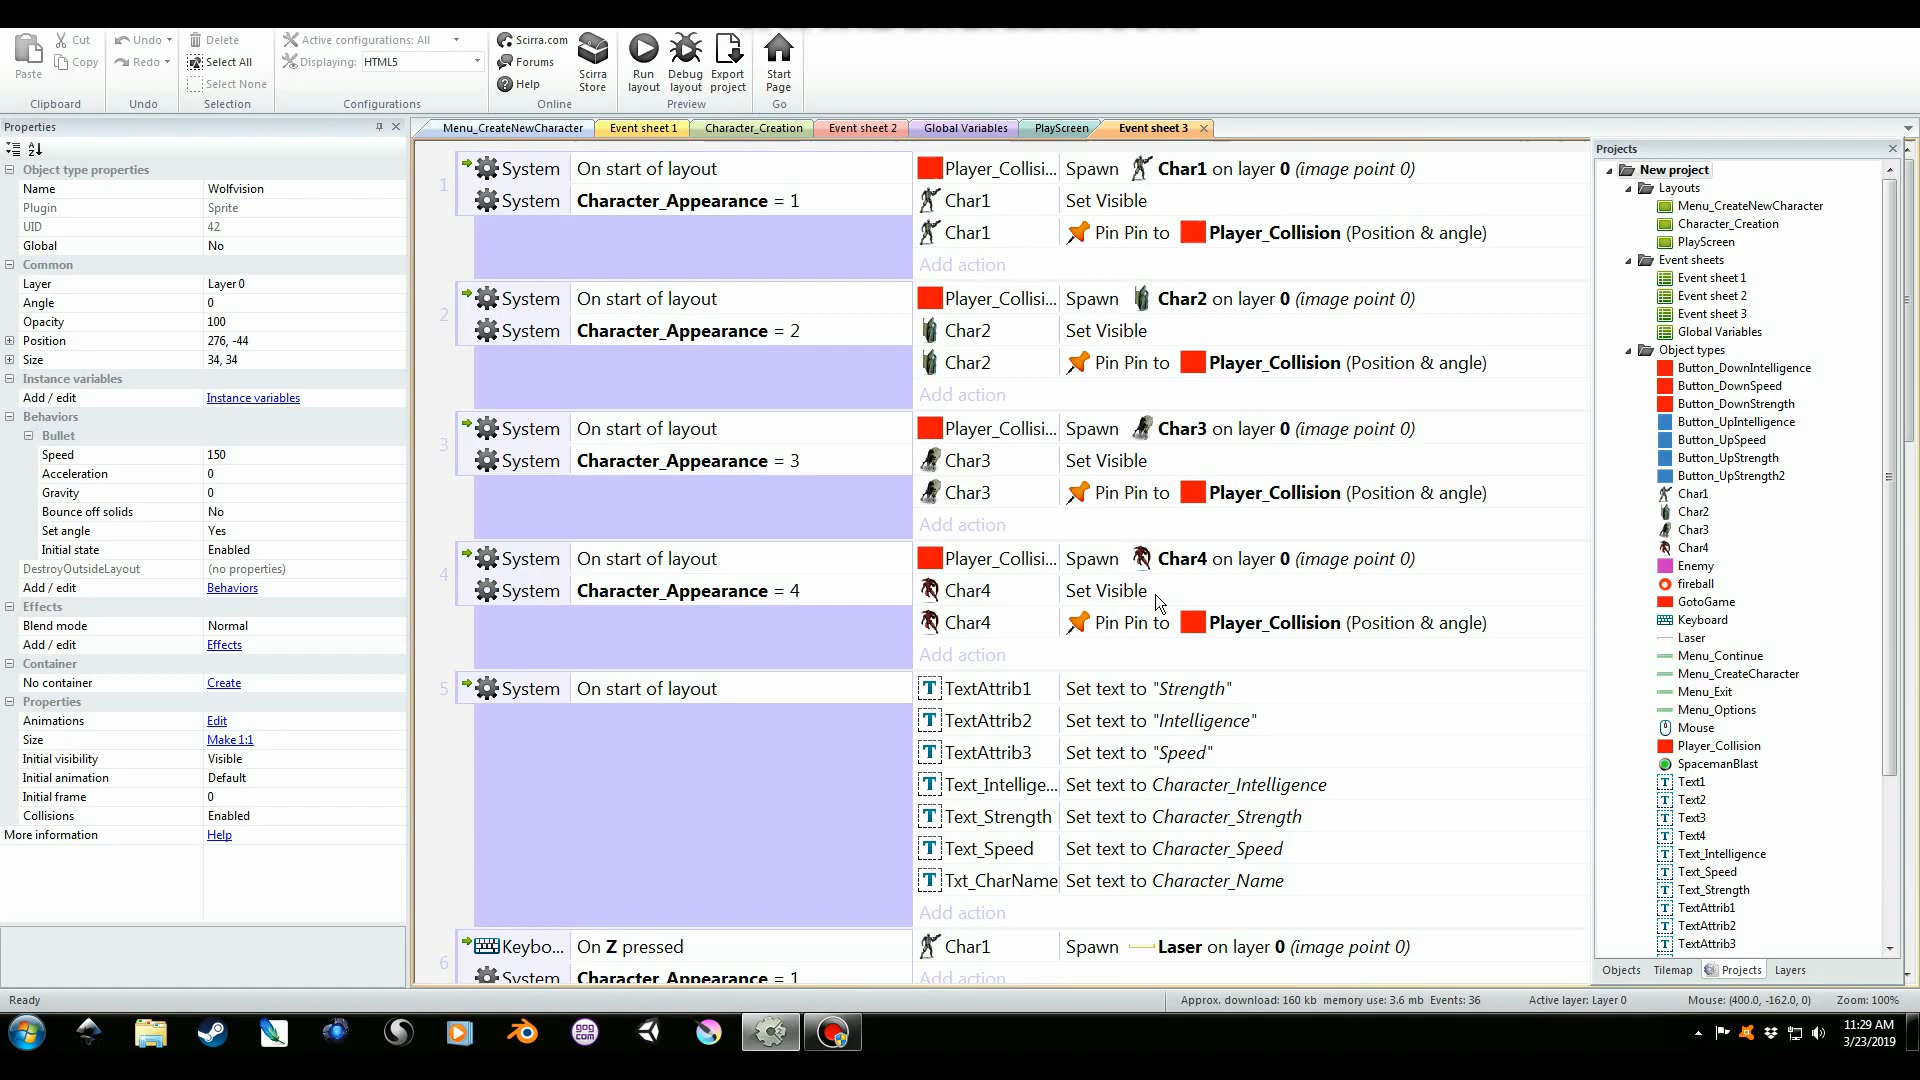 Paste
Cut
Copy
Clipboard
Undo
Redo
Undo
Delete
Select All
Select None
Selection
Active configurations: All
Displaying: HTML5
Configurations
Scirra.com
Forums
Help
Scirra Store
Online
Run layout
Debug layout
Export project
Preview
Start Page
Go
Properties
Menu_CreateNewCharacter
Event sheet 1
Character_Creation
Event sheet 2
Global Variables
PlayScreen
Event sheet 3
Object type properties
Name Wolfvision
Plugin Sprite
UID 42
Global No
Common
Layer Layer 0
Angle 0
Opacity 100
Position 276, -44
Size 34, 34
Instance variables
Add / edit Instance variables
Behaviors
Bullet
Speed 150
Acceleration 0
Gravity 0
Bounce off solids No
Set angle Yes
Initial state Enabled
DestroyOutsideLayout (no properties)
Add / edit Behaviors
Effects
Blend mode Normal
Add / edit Effects
Container
No container Create
Properties
Animations Edit
Size Make 1:1
Initial visibility Visible
Initial animation Default
Initial frame 0
Collisions Enabled
More information Help
1 System On start of layout Player_Collisi... Spawn Char1 on layer 0 (image point 0)
System Character_Appearance = 1 Char1 Set Visible
Char1 Pin Pin to Player_Collision (Position & angle)
Add action
2 System On start of layout Player_Collisi... Spawn Char2 on layer 0 (image point 0)
System Character_Appearance = 2 Char2 Set Visible
Char2 Pin Pin to Player_Collision (Position & angle)
Add action
3 System On start of layout Player_Collisi... Spawn Char3 on layer 0 (image point 0)
System Character_Appearance = 3 Char3 Set Visible
Char3 Pin Pin to Player_Collision (Position & angle)
Add action
4 System On start of layout Player_Collisi... Spawn Char4 on layer 0 (image point 0)
System Character_Appearance = 4 Char4 Set Visible
Char4 Pin Pin to Player_Collision (Position & angle)
Add action
5 System On start of layout TextAttrib1 Set text to "Strength"
TextAttrib2 Set text to "Intelligence"
TextAttrib3 Set text to "Speed"
Text_Intellige... Set text to Character_Intelligence
Text_Strength Set text to Character_Strength
Text_Speed Set text to Character_Speed
Txt_CharName Set text to Character_Name
Add action
6 Keybo... On Z pressed Char1 Spawn Laser on layer 0 (image point 0)
System Character_Appearance = 1 Add action
Projects
New project
Layouts
Menu_CreateNewCharacter
Character_Creation
PlayScreen
Event sheets
Event sheet 1
Event sheet 2
Event sheet 3
Global Variables
Object types
Button_DownIntelligence
Button_DownSpeed
Button_DownStrength
Button_UpIntelligence
Button_UpSpeed
Button_UpStrength
Button_UpStrength2
Char1
Char2
Char3
Char4
Enemy
fireball
GotoGame
Keyboard
Laser
Menu_Continue
Menu_CreateCharacter
Menu_Exit
Menu_Options
Mouse
Player_Collision
SpacemanBlast
Text1
Text2
Text3
Text4
Text_Intelligence
Text_Speed
Text_Strength
TextAttrib1
TextAttrib2
TextAttrib3
Objects Tilemap Projects Layers
Ready
Approx. download: 160 kb memory use: 3.6 mb Events: 36
Active layer: Layer 0
Mouse: (400.0, -162.0, 0)
Zoom: 100%
gog
com
11:29 AM
3/23/2019